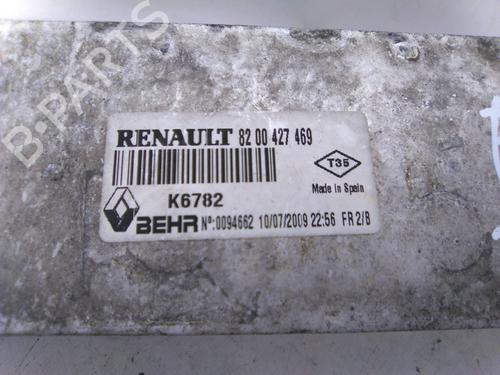 B-PARTS
RENAULT 82 00 427 469
T35
Made in Spain
K6782
BEHR Nº:0094662 10/07/2009 22:56 FR 2/B